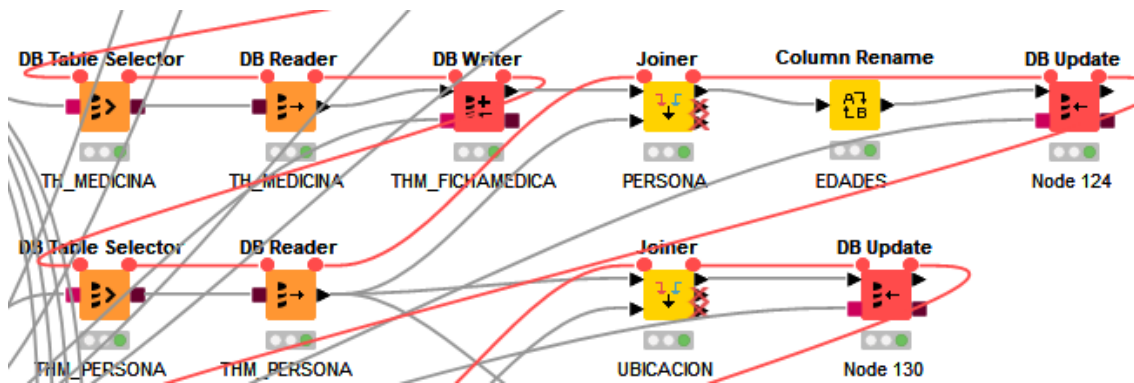 DB Table Selector DB Reader DB Writer Joiner Column Rename DB Update
A
B
TH_MEDICINA TH_MEDICINA THM_FICHAMEDICA PERSONA EDADES Node 124
DB Table Selector DB Reader Joiner DB Update
THM_PERSONA THM_PERSONA UBICACION Node 130